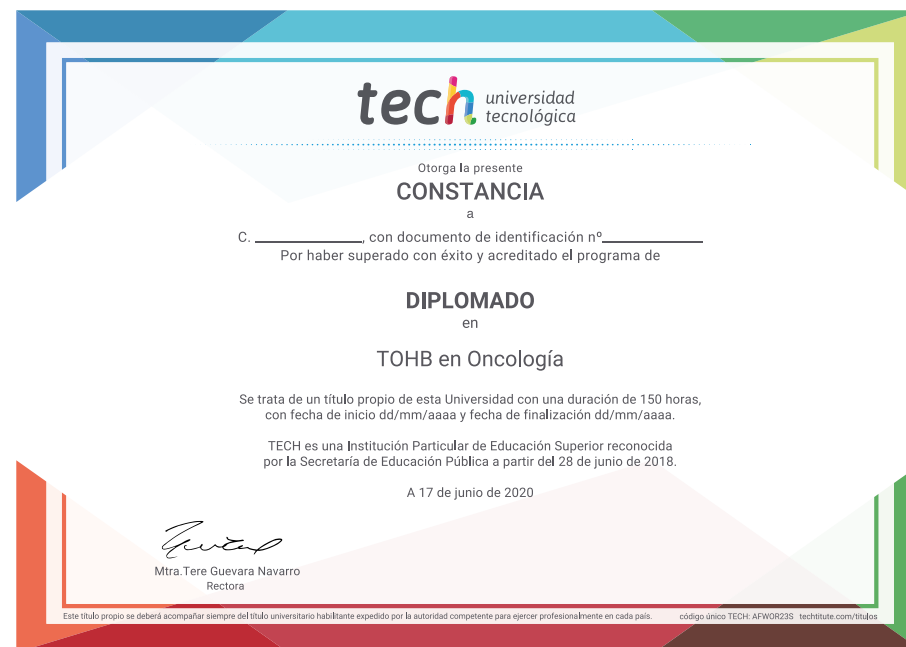 tech universidad
tecnológica
Otorga la presente
CONSTANCIA
a
C. ______________, con documento de identificación nº_____________
Por haber superado con éxito y acreditado el programa de
DIPLOMADO
en
TOHB en Oncología
Se trata de un título propio de esta Universidad con una duración de 150 horas,
con fecha de inicio dd/mm/aaaa y fecha de finalización dd/mm/aaaa.
TECH es una Institución Particular de Educación Superior reconocida
por la Secretaría de Educación Pública a partir del 28 de junio de 2018.
A 17 de junio de 2020
Mtra.Tere Guevara Navarro
Rectora
Este título propio se deberá acompañar siempre del título universitario habilitante expedido por la autoridad competente para ejercer profesionalmente en cada país. código único TECH: AFWOR23S techtitute.com/titulos